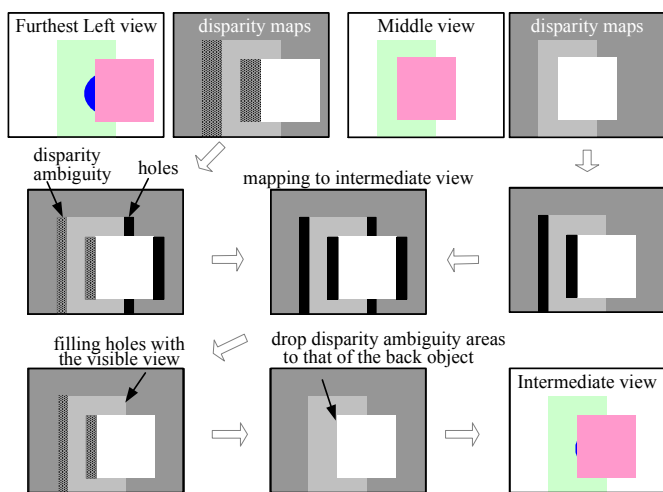 Furthest Left view
disparity maps
Middle view
disparity maps
disparity
ambiguity
holes
mapping to intermediate view
filling holes with
the visible view
drop disparity ambiguity areas
to that of the back object
Intermediate view